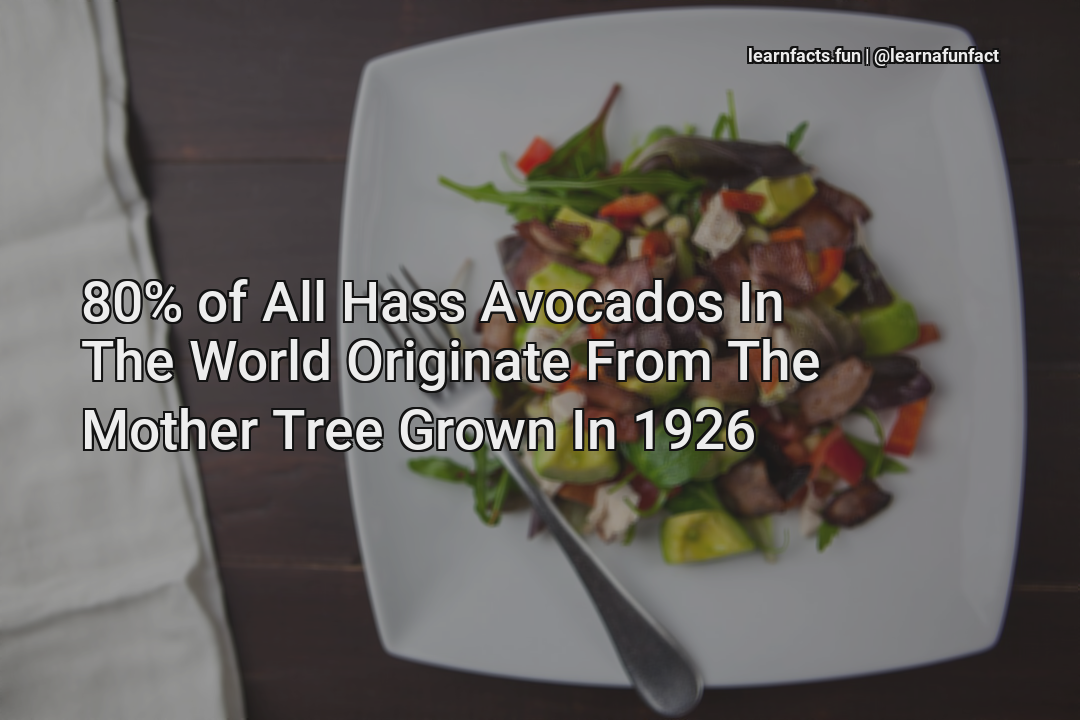 learnfacts.fun | @learnafunfact
80% of All Hass Avocados In
The World Originate From The
Mother Tree Grown In 1926